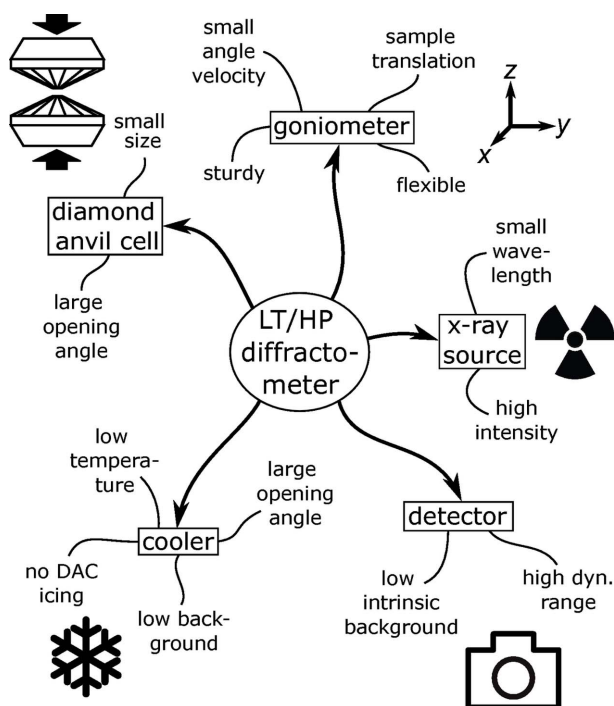 small
angle
velocity
sample
translation
goniometer
sturdy
flexible
z
y
x
small
size
diamond
anvil cell
large
opening
angle
LT/HP
diffracto-
meter
small
wave-
length
x-ray
source
high
intensity
low
tempera-
ture
large
opening
angle
cooler
no DAC
icing
low back-
ground
detector
low
intrinsic
background
high dyn.
range